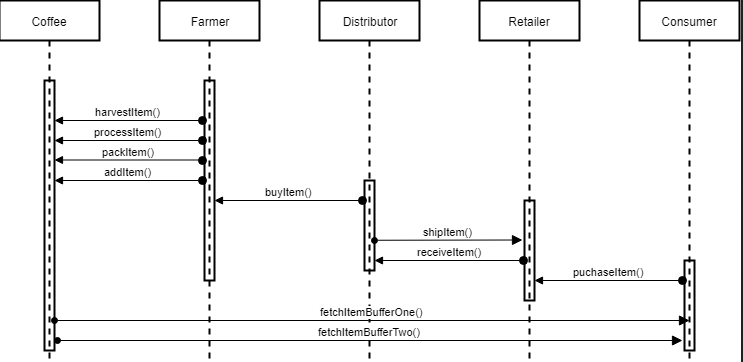 Coffee
Farmer
Distributor
Retailer
Consumer
harvestItem()
processItem()
packItem()
addItem()
buyItem()
shipItem()
receiveItem()
puchaseItem()
fetchItemBufferOne()
fetchItemBufferTwo()